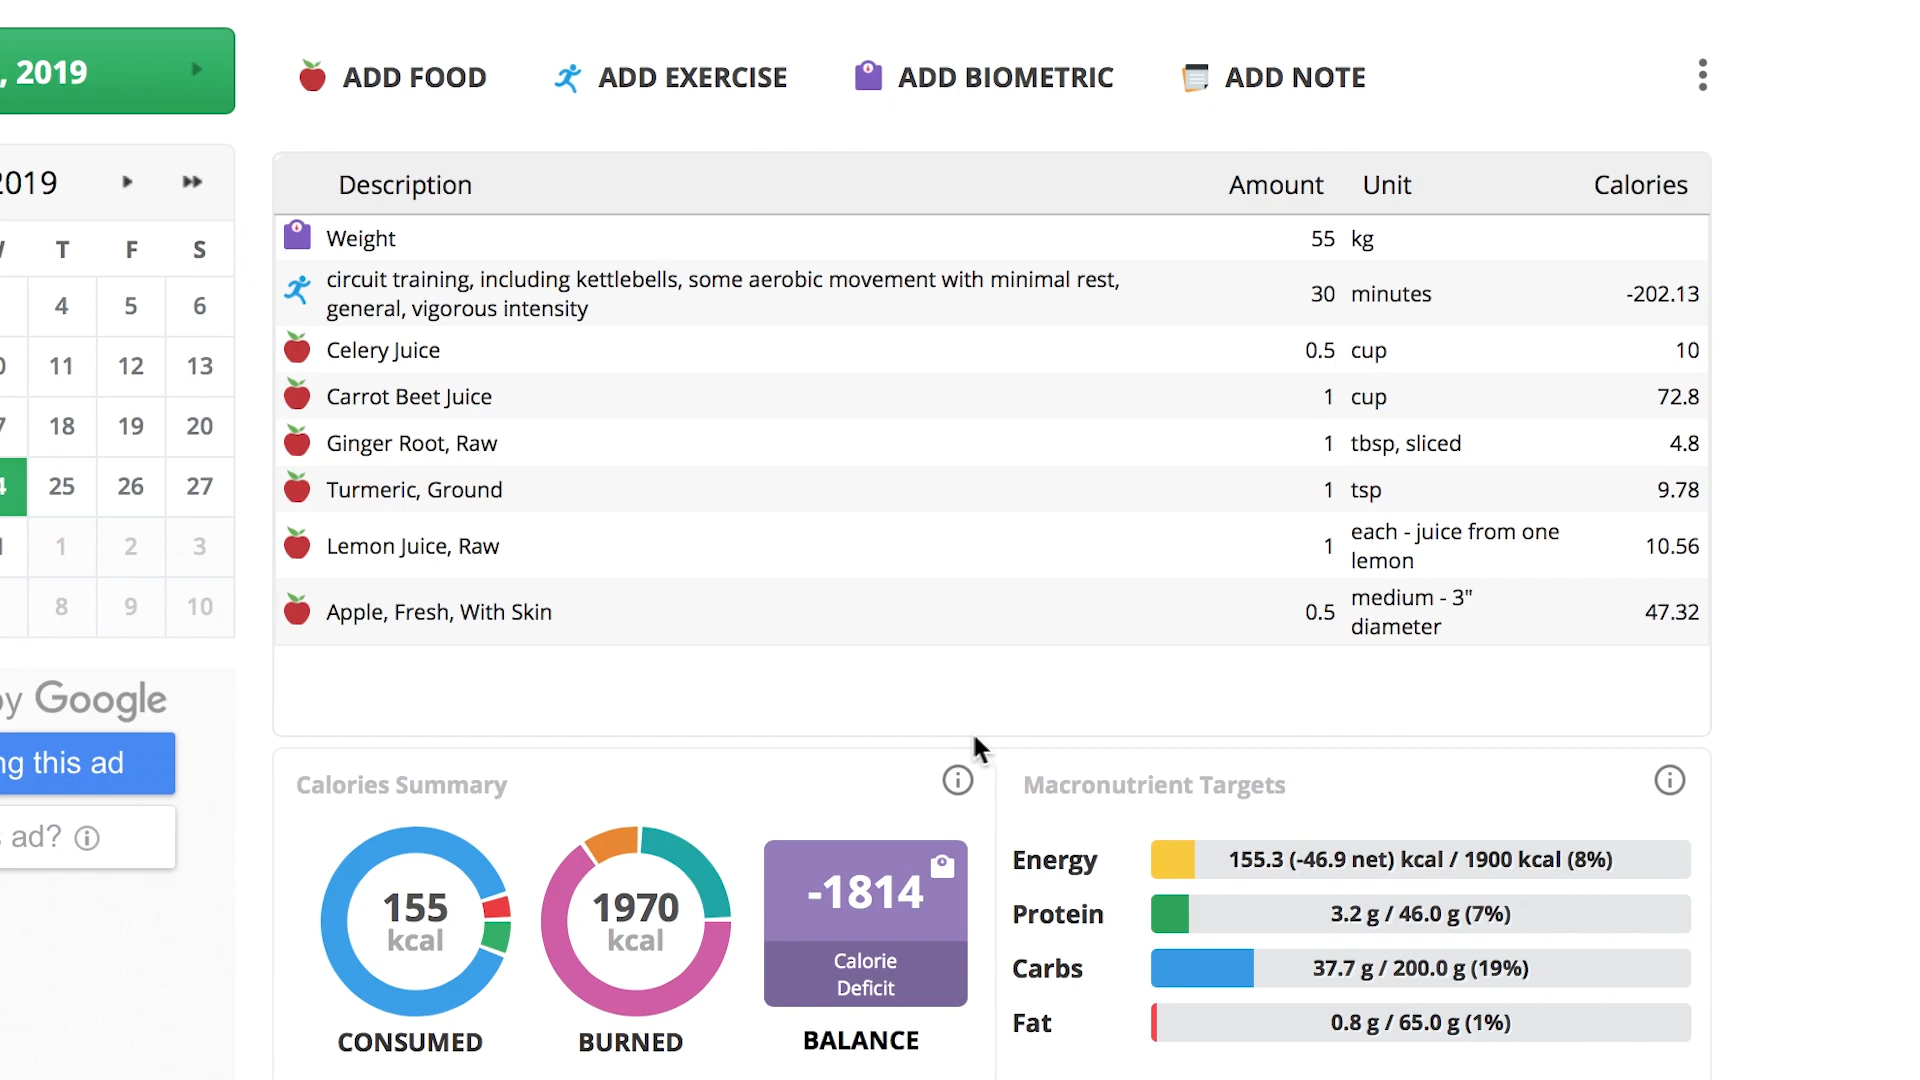 , 2019
ADD FOOD
ADD EXERCISE
ADD BIOMETRIC
ADD NOTE
2019
T F S
4 5 6
11 12 13
18 19 20
25 26 27
1 2 3
8 9 10
by Google
ng this ad
ad?
Description Amount Unit Calories
Weight 55 kg
circuit training, including kettlebells, some aerobic movement with minimal rest,
general, vigorous intensity 30 minutes -202.13
Celery Juice 0.5 cup 10
Carrot Beet Juice 1 cup 72.8
Ginger Root, Raw 1 tbsp, sliced 4.8
Turmeric, Ground 1 tsp 9.78
Lemon Juice, Raw 1 each - juice from one
lemon 10.56
Apple, Fresh, With Skin 0.5 medium - 3"
diameter 47.32
Calories Summary
155
kcal
CONSUMED
1970
kcal
BURNED
-1814
Calorie
Deficit
BALANCE
Macronutrient Targets
Energy 155.3 (-46.9 net) kcal / 1900 kcal (8%)
Protein 3.2 g / 46.0 g (7%)
Carbs 37.7 g / 200.0 g (19%)
Fat 0.8 g / 65.0 g (1%)